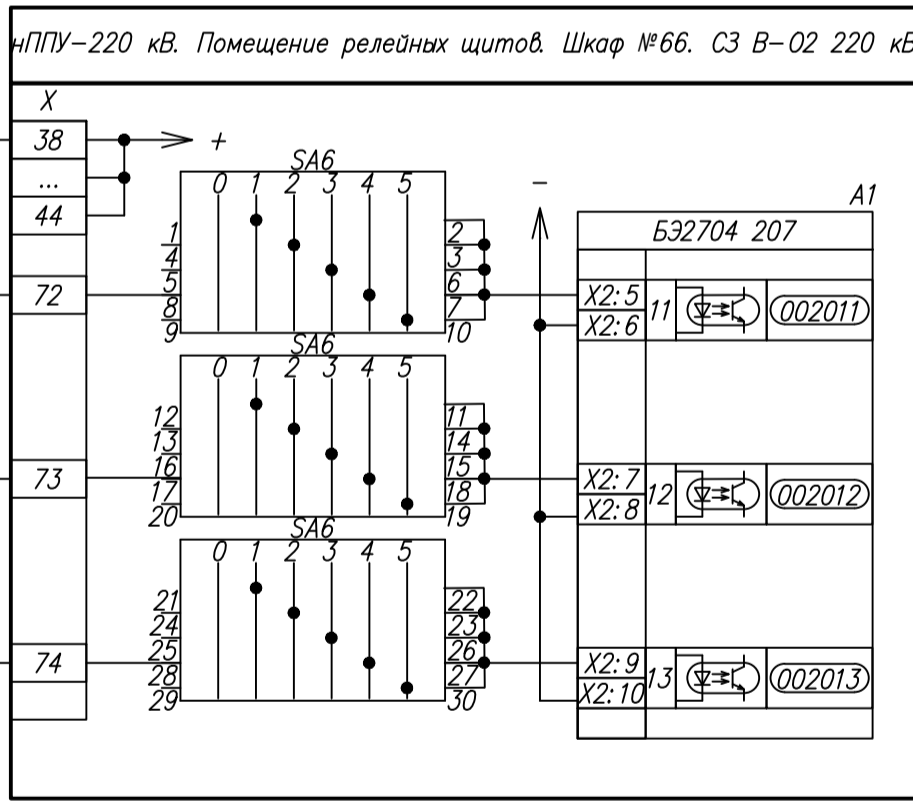 нППУ-220 кВ. Помещение релейных щитов. Шкаф №66. СЗ В-02 220 кВ
X
38
+
...
44
SA6
0 1 2 3 4 5
1 2
4 3
5 6
8 7
9 10
72
-
A1
БЭ2704 207
X2:5
X2:6
11
002011
SA6
0 1 2 3 4 5
12 11
13 14
16 15
17 18
20 19
73
X2:7
X2:8
12
002012
SA6
0 1 2 3 4 5
21 22
24 23
25 26
28 27
29 30
74
X2:9
X2:10
13
002013